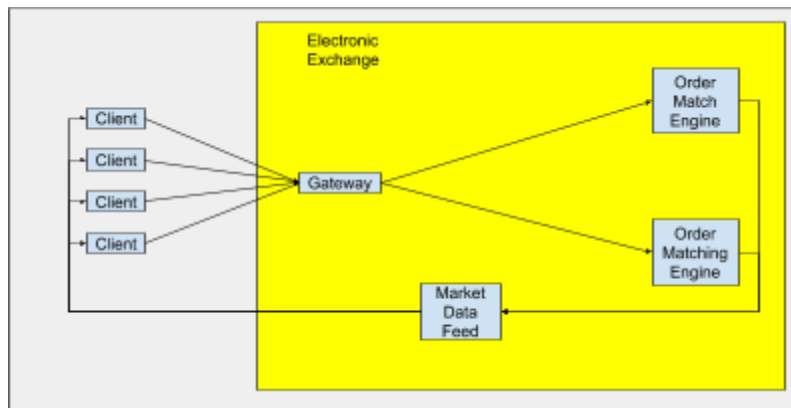 Electronic
Exchange
Order
Match
Engine
Client
Client
Client
Client
Gateway
Order
Matching
Engine
Market
Data
Feed